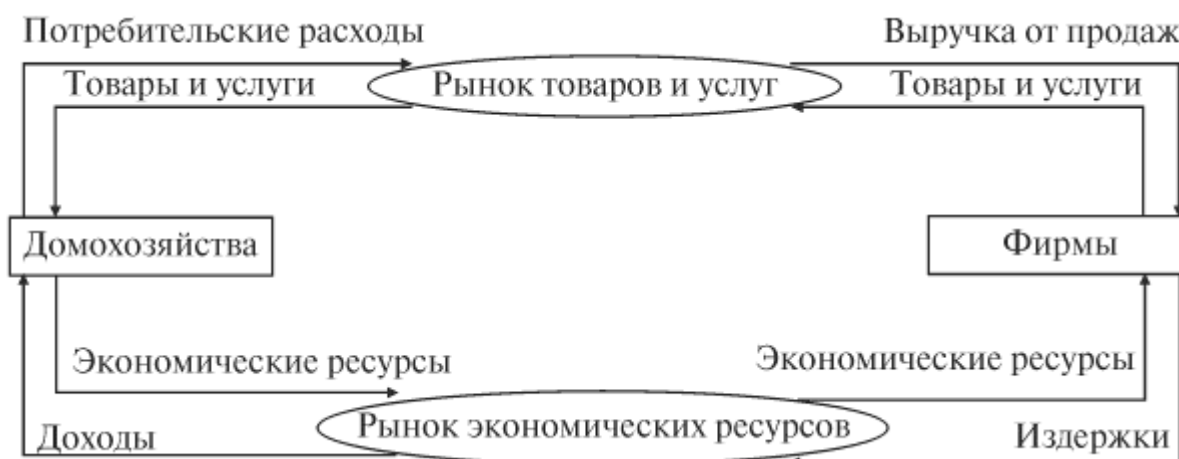 Потребительские расходы
Выручка от продаж
Товары и услуги
Рынок товаров и услуг
Товары и услуги
Домохозяйства
Фирмы
Экономические ресурсы
Экономические ресурсы
Рынок экономических ресурсов
Доходы
Издержки